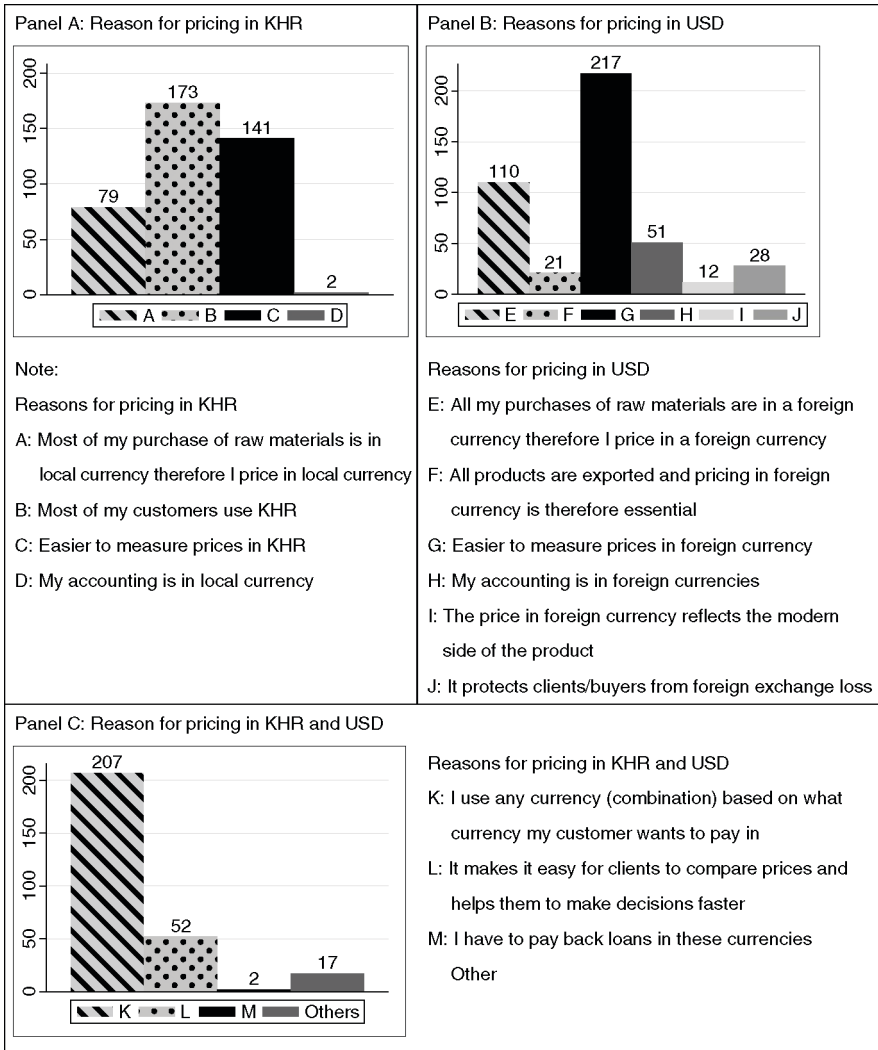 Panel A: Reason for pricing in KHR
200
150
100
50
0
79
173
141
2
A B C D
Note:
Reasons for pricing in KHR
A: Most of my purchase of raw materials is in
local currency therefore I price in local currency
B: Most of my customers use KHR
C: Easier to measure prices in KHR
D: My accounting is in local currency
Panel B: Reasons for pricing in USD
200
150
100
50
0
110
21
217
51
12
28
E F G H I J
Reasons for pricing in USD
E: All my purchases of raw materials are in a foreign
currency therefore I price in a foreign currency
F: All products are exported and pricing in foreign
currency is therefore essential
G: Easier to measure prices in foreign currency
H: My accounting is in foreign currencies
I: The price in foreign currency reflects the modern
side of the product
J: It protects clients/buyers from foreign exchange loss
Panel C: Reason for pricing in KHR and USD
200
150
100
50
0
207
52
2
17
K L M Others
Reasons for pricing in KHR and USD
K: I use any currency (combination) based on what
currency my customer wants to pay in
L: It makes it easy for clients to compare prices and
helps them to make decisions faster
M: I have to pay back loans in these currencies
Other